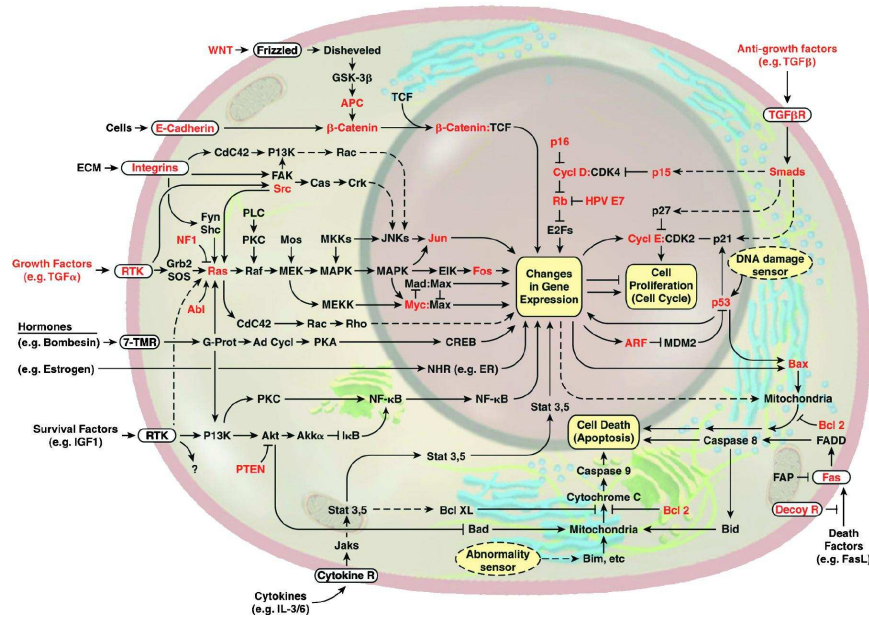 WNT
Frizzled
Disheveled
GSK-3β
APC
TCF
Cells
E-Cadherin
β-Catenin
β-Catenin:TCF
ECM
Integrins
CdC42
P13K
Rac
FAK
Src
Cas
Crk
Fyn
Shc
PLC
NF1
PKC
Mos
MKKs
JNKs
Jun
Growth Factors
(e.g. TGFα)
RTK
Grb2
SOS
Ras
Raf
MEK
MAPK
MAPK
ElK
Fos
Mad:Max
Abl
MEKK
Myc:Max
CdC42
Rac
Rho
Hormones
(e.g. Bombesin)
7-TMR
G-Prot
Ad Cycl
PKA
CREB
(e.g. Estrogen)
NHR (e.g. ER)
PKC
NF-κB
NF-κB
Stat 3,5
Survival Factors
(e.g. IGF1)
RTK
P13K
Akt
Akkα
IκB
?
PTEN
Stat 3,5
Stat 3,5
Bcl XL
Bad
Jaks
Cytokine R
Cytokines
(e.g. IL-3/6)
Abnormality
sensor
Bim, etc
Mitochondria
Cytochrome C
Caspase 9
Cell Death
(Apoptosis)
Bcl 2
Bid
Caspase 8
FADD
Bcl 2
Mitochondria
Bax
FAP
Fas
Decoy R
Death
Factors
(e.g. FasL)
Anti-growth factors
(e.g. TGFβ)
TGFβR
Smads
p16
Cycl D:CDK4
p15
Rb
HPV E7
E2Fs
p27
Cycl E:CDK2
p21
DNA damage
sensor
Changes
in Gene
Expression
Cell
Proliferation
(Cell Cycle)
p53
ARF
MDM2